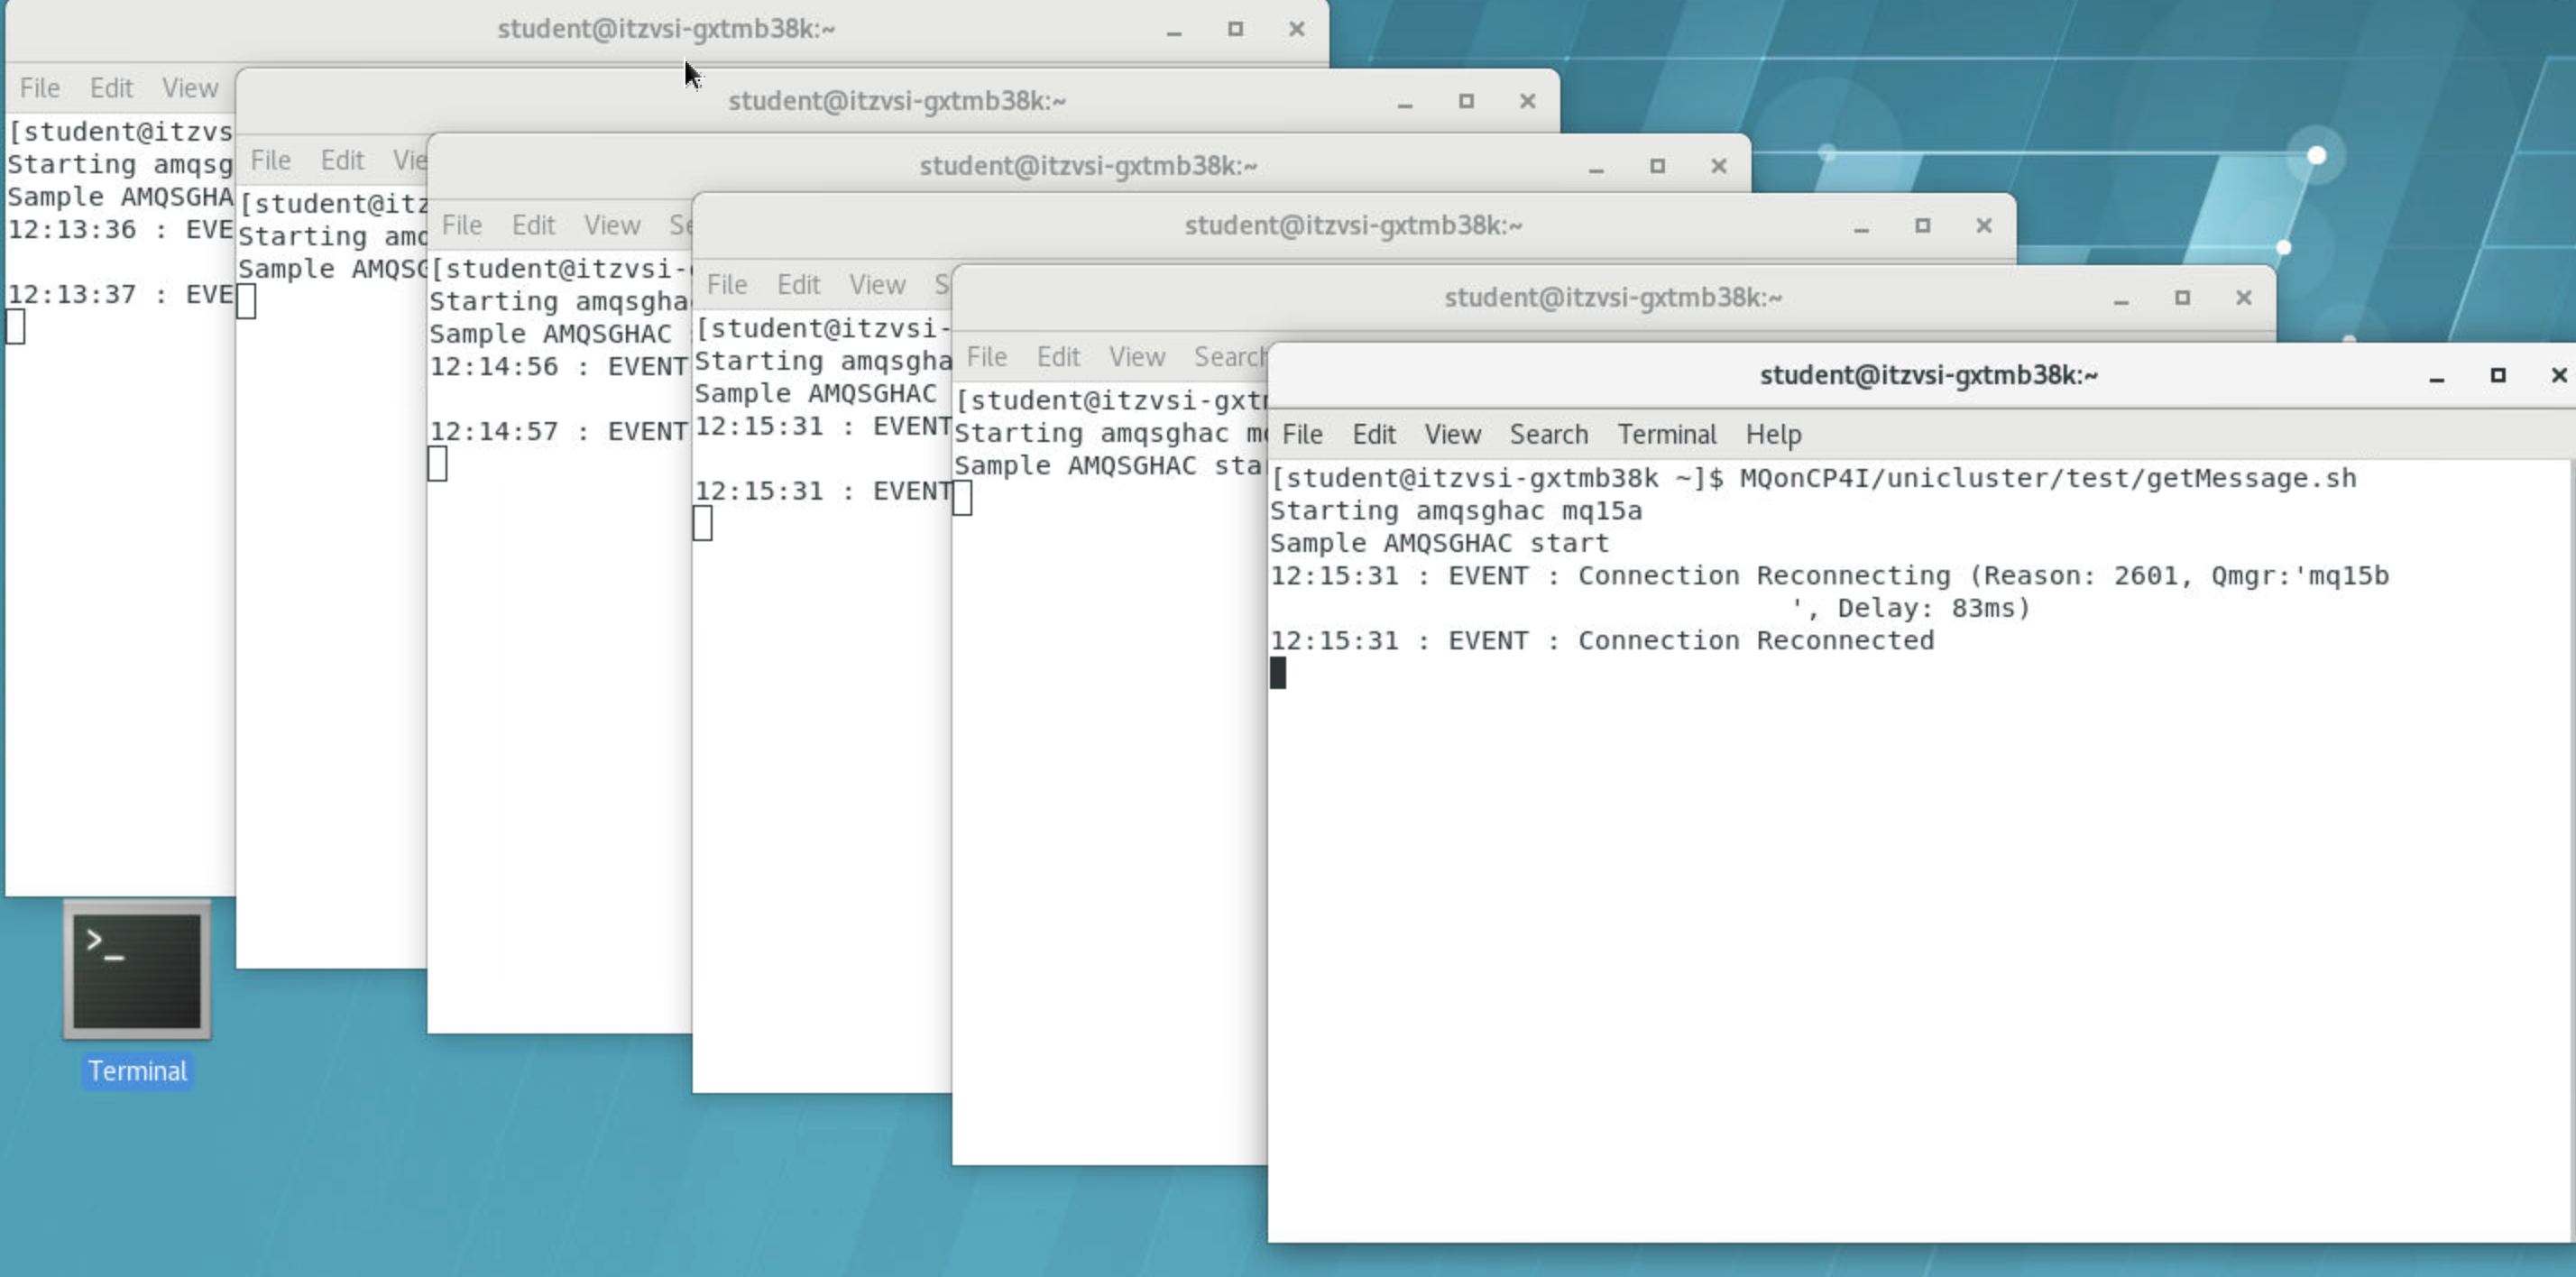 student@itzvsi-gxtmb38k:~
File Edit View
[student@itzvs
Starting amqsg
Sample AMQSGHA
12:13:36 : EVE
12:13:37 : EVE
student@itzvsi-gxtmb38k:~
File Edit Vie
[student@itz
Starting amq
Sample AMQSG
student@itzvsi-gxtmb38k:~
File Edit View Se
[student@itzvsi-
Starting amqsgha
Sample AMQSGHAC
12:14:56 : EVENT
12:14:57 : EVENT
student@itzvsi-gxtmb38k:~
File Edit View S
[student@itzvsi-
Starting amqsgha
Sample AMQSGHAC
12:15:31 : EVENT
12:15:31 : EVENT
student@itzvsi-gxtmb38k:~
File Edit View Search
[student@itzvsi-gxtm
Starting amqsghac m
Sample AMQSGHAC sta
student@itzvsi-gxtmb38k:~
File Edit View Search Terminal Help
[student@itzvsi-gxtmb38k ~]$ MQonCP4I/unicluster/test/getMessage.sh
Starting amqsghac mq15a
Sample AMQSGHAC start
12:15:31 : EVENT : Connection Reconnecting (Reason: 2601, Qmgr:'mq15b
', Delay: 83ms)
12:15:31 : EVENT : Connection Reconnected
>_
Terminal